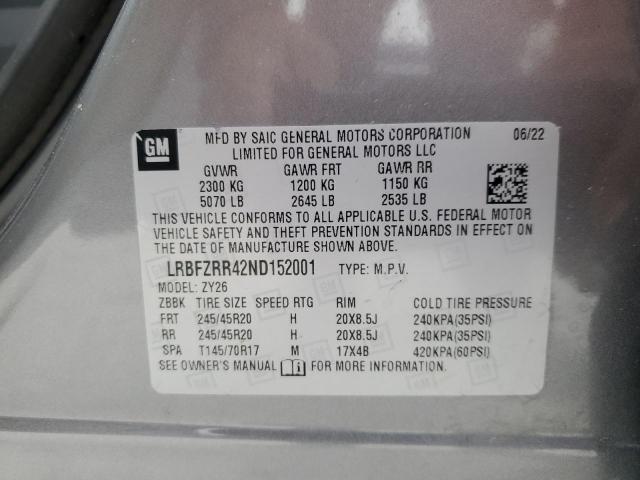 GM
MFD BY SAIC GENERAL MOTORS CORPORATION 06/22
LIMITED FOR GENERAL MOTORS LLC
GVWR GAWR FRT GAWR RR
2300 KG 1200 KG 1150 KG
5070 LB 2645 LB 2535 LB
THIS VEHICLE CONFORMS TO ALL APPLICABLE U.S. FEDERAL MOTOR
VEHICLE SAFETY AND THEFT PREVENTION STANDARDS IN EFFECT ON
THE DATE OF MANUFACTURE SHOWN ABOVE.
LRBFZRR42ND152001 TYPE: M.P.V.
MODEL: ZY26
ZBBK TIRE SIZE SPEED RTG RIM COLD TIRE PRESSURE
FRT 245/45R20 H 20X8.5J 240KPA(35PSI)
RR 245/45R20 H 20X8.5J 240KPA(35PSI)
SPA T145/70R17 M 17X4B 420KPA(60PSI)
SEE OWNER'S MANUAL FOR MORE INFORMATION.